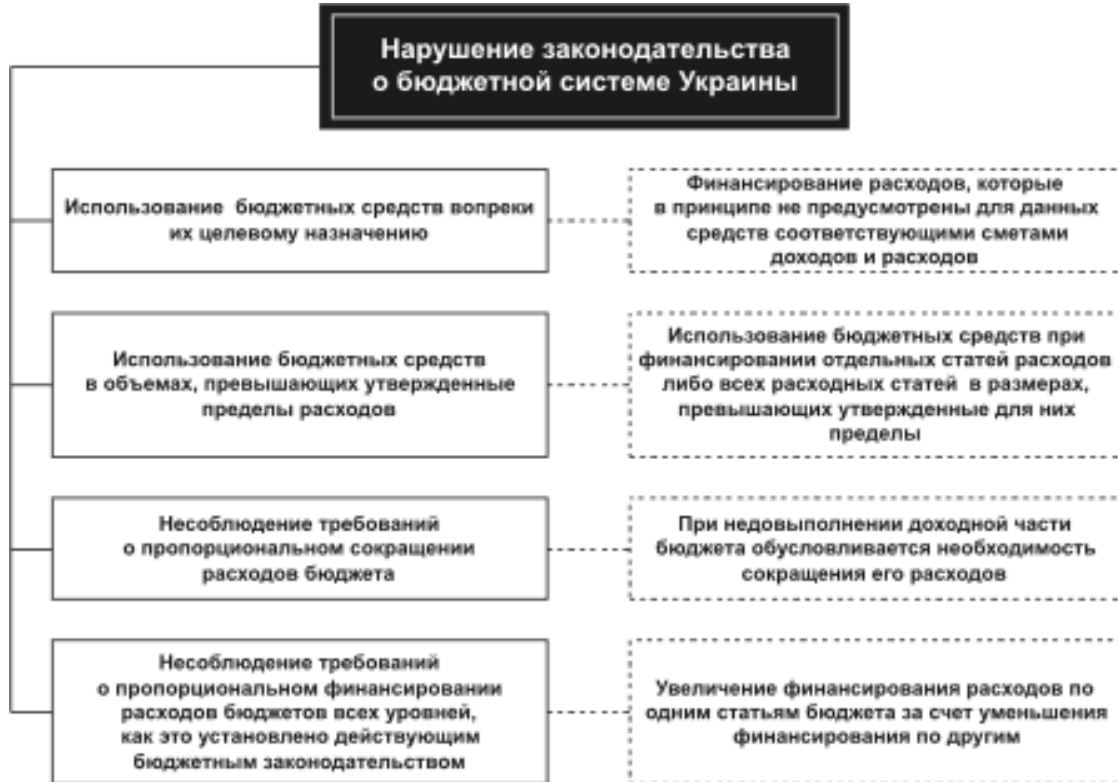 Нарушение законодательства
о бюджетной системе Украины
Использование бюджетных средств вопреки
их целевому назначению
Финансирование расходов, которые
в принципе не предусмотрены для данных
средств соответствующими сметами
доходов и расходов
Использование бюджетных средств
в объемах, превышающих утвержденные
пределы расходов
Использование бюджетных средств при
финансировании отдельных статей расходов
либо всех расходных статей в размерах,
превышающих утвержденные для них
пределы
Несоблюдение требований
о пропорциональном сокращении
расходов бюджета
При недовыполнении доходной части
бюджета обусловливается необходимость
сокращения его расходов
Несоблюдение требований
о пропорциональном финансировании
расходов бюджетов всех уровней,
как это установлено действующим
бюджетным законодательством
Увеличение финансирования расходов по
одним статьям бюджета за счет уменьшения
финансирования по другим